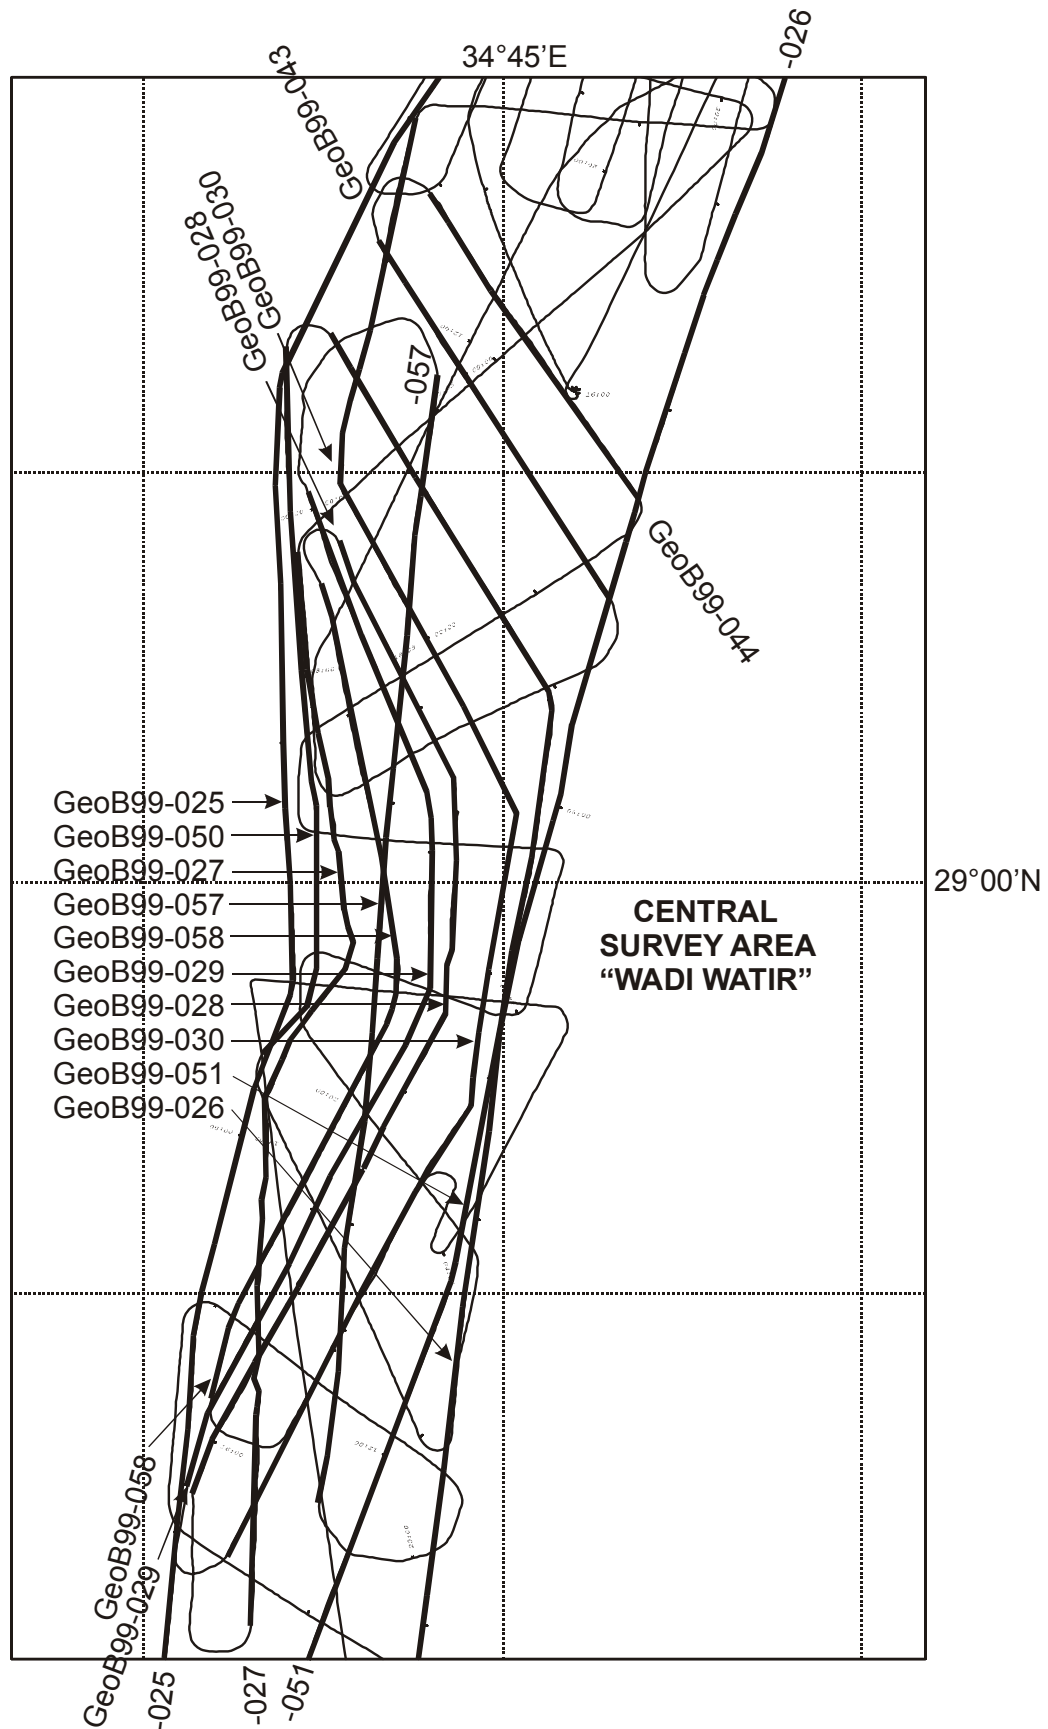 34°45’E
-026
GeoB99-043
GeoB99-030
GeoB99-028
-057
GeoB99-044
GeoB99-025
GeoB99-050
GeoB99-027
GeoB99-057
GeoB99-058
GeoB99-029
GeoB99-028
GeoB99-030
GeoB99-051
GeoB99-026
29°00’N
CENTRAL
SURVEY AREA
“WADI WATIR”
GeoB99-058
GeoB99-029
-025
-027
-051